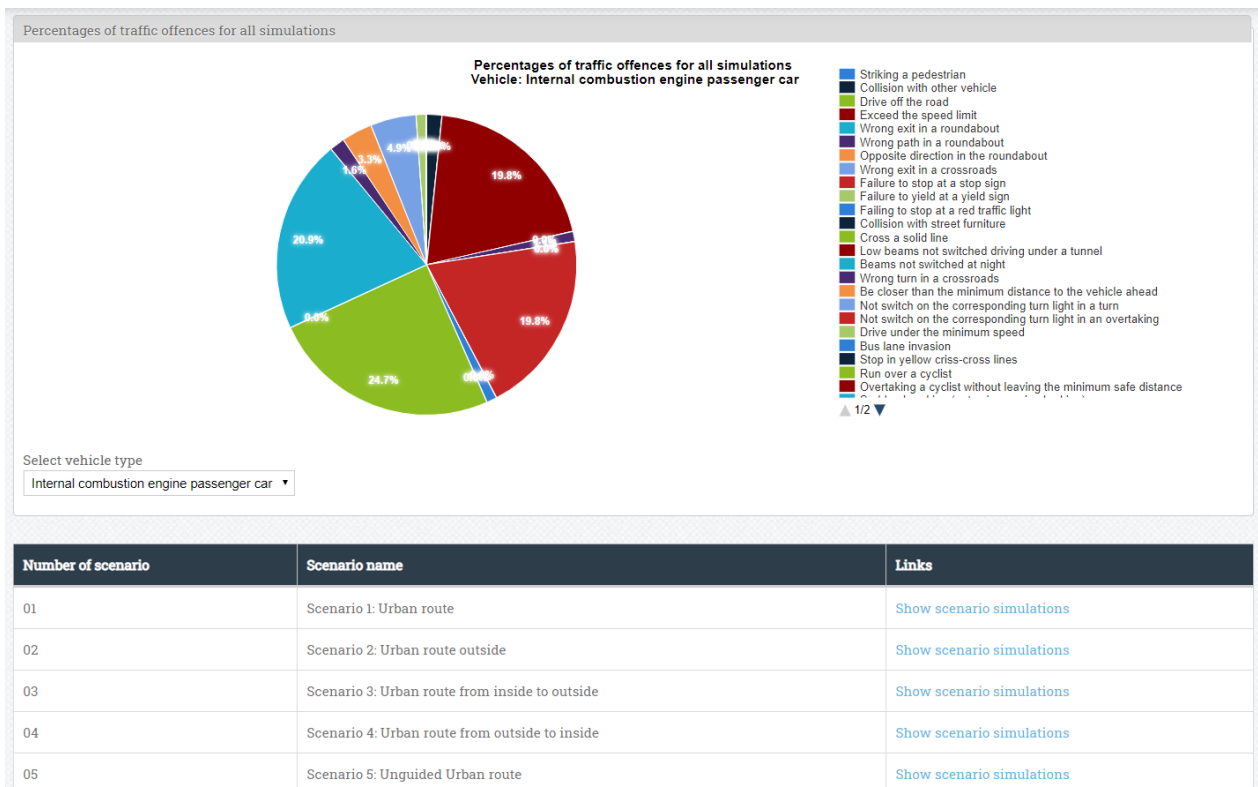 Percentages of traffic offences for all simulations
Percentages of traffic offences for all simulations
Vehicle: Internal combustion engine passenger car
Striking a pedestrian
Collision with other vehicle
Drive off the road
Exceed the speed limit
Wrong exit in a roundabout
Wrong path in a roundabout
Opposite direction in the roundabout
Wrong exit in a crossroads
Failure to stop at a stop sign
Failure to yield at a yield sign
Failing to stop at a red traffic light
Collision with street furniture
Cross a solid line
Low beams not switched driving under a tunnel
Beams not switched at night
Wrong turn in a crossroads
Be closer than the minimum distance to the vehicle ahead
Not switch on the corresponding turn light in a turn
Not switch on the corresponding turn light in an overtaking
Drive under the minimum speed
Bus lane invasion
Stop in yellow criss-cross lines
Run over a cyclist
Overtaking a cyclist without leaving the minimum safe distance
1/2
4.9%
3.3%
1.6%
19.8%
20.9%
0.0%
19.8%
24.7%
Select vehicle type
Internal combustion engine passenger car
Number of scenario Scenario name Links
01 Scenario 1: Urban route Show scenario simulations
02 Scenario 2: Urban route outside Show scenario simulations
03 Scenario 3: Urban route from inside to outside Show scenario simulations
04 Scenario 4: Urban route from outside to inside Show scenario simulations
05 Scenario 5: Unguided Urban route Show scenario simulations